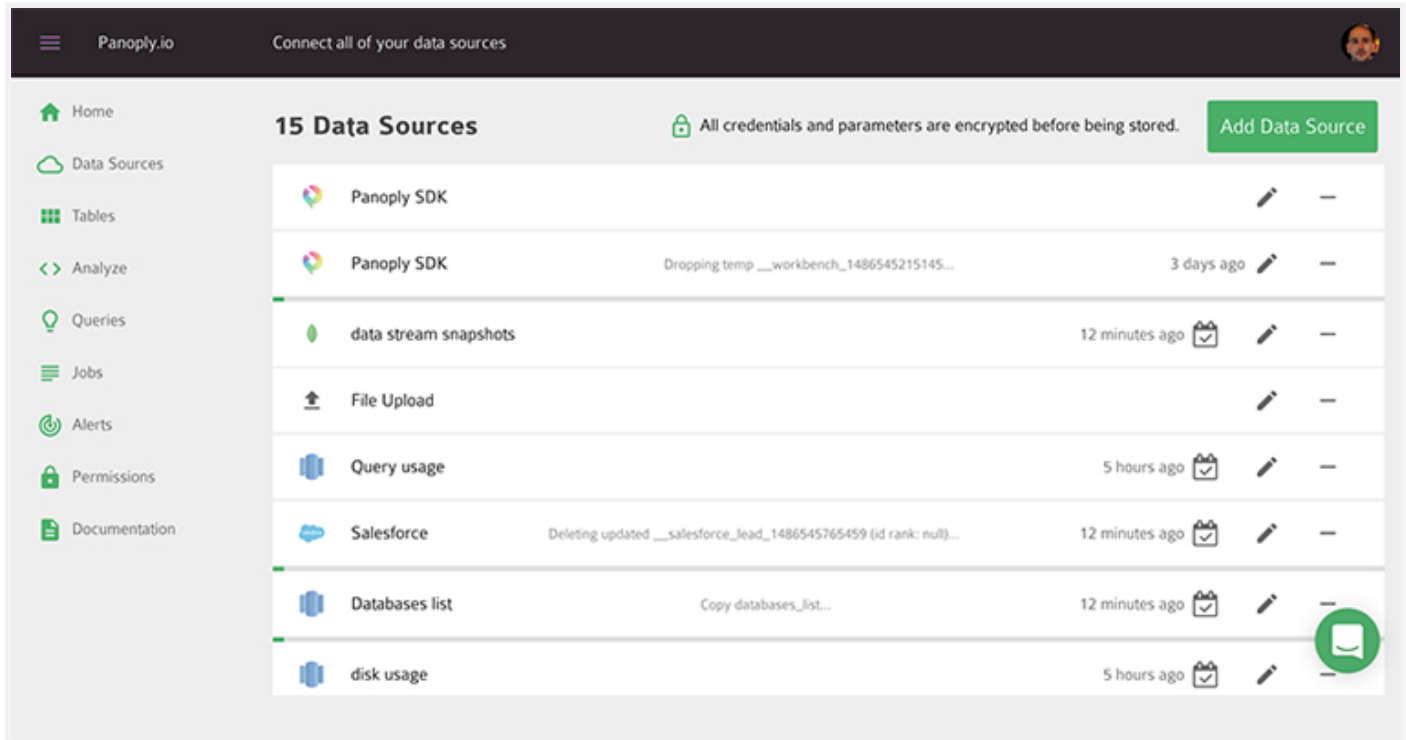 Panoply.io
Connect all of your data sources
Home
Data Sources
Tables
Analyze
Queries
Jobs
Alerts
Permissions
Documentation
15 Data Sources
All credentials and parameters are encrypted before being stored.
Add Data Source
Panoply SDK
Panoply SDK Dropping temp __workbench_1486545215145... 3 days ago
data stream snapshots 12 minutes ago
File Upload
Query usage 5 hours ago
Salesforce Deleting updated __salesforce_lead_1486545765459 (id rank: null)... 12 minutes ago
Databases list Copy databases_list... 12 minutes ago
disk usage 5 hours ago